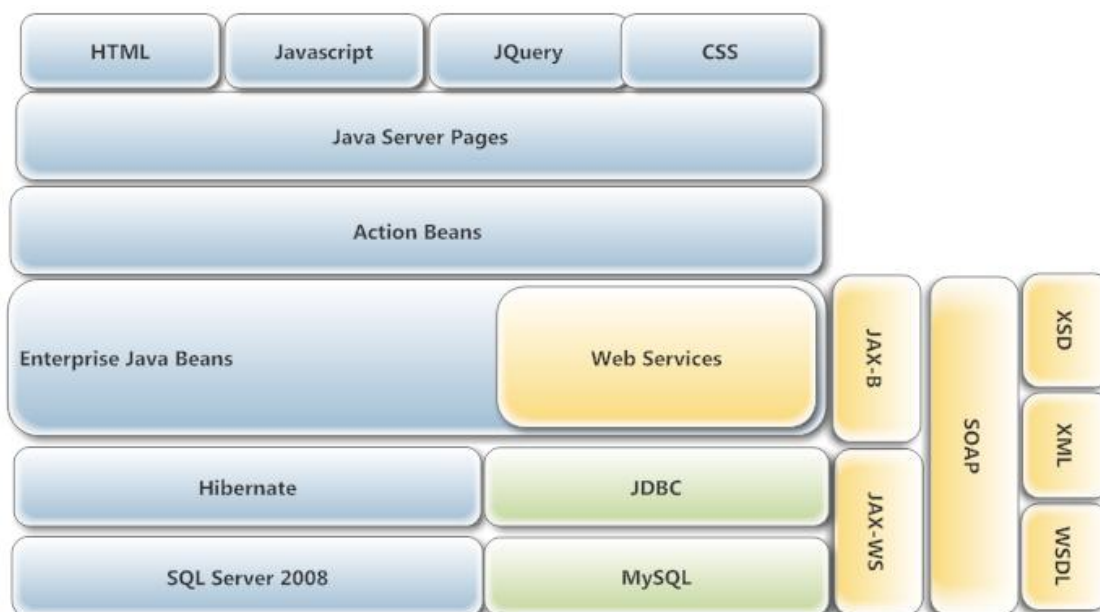 HTML
Javascript
JQuery
CSS
Java Server Pages
Action Beans
Enterprise Java Beans
Web Services
JAX-B
SOAP
XSD
XML
Hibernate
JDBC
JAX-WS
WSDL
SQL Server 2008
MySQL